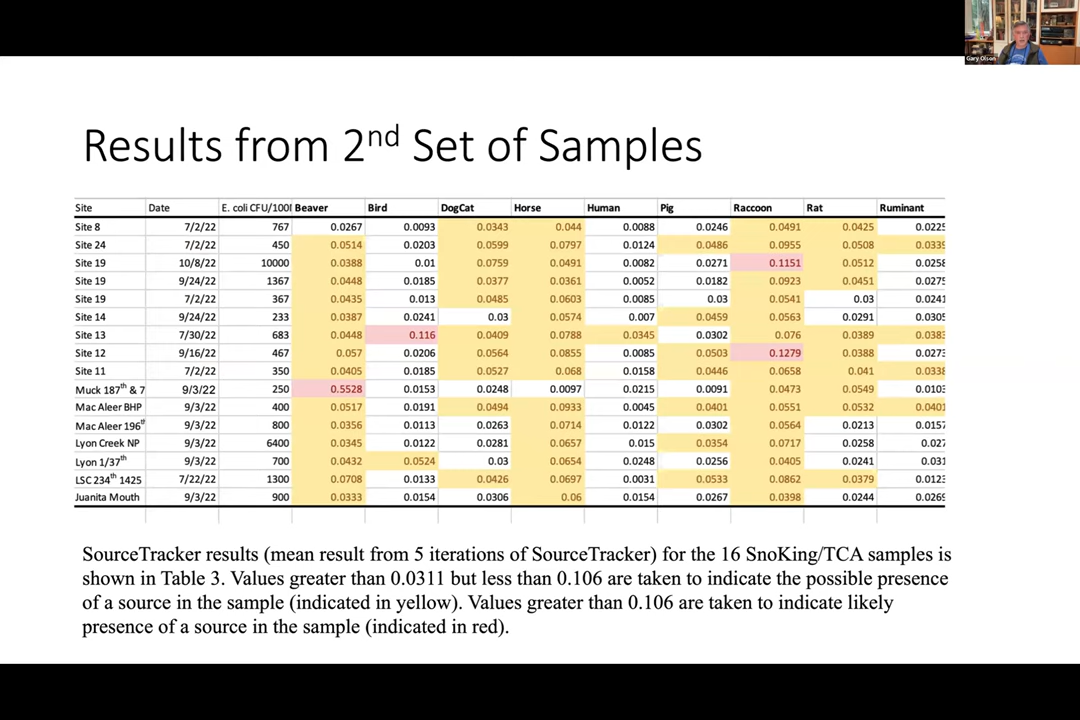 Gary Olson
Results from 2nd Set of Samples
Site Date E. coli CFU/100 Beaver Bird DogCat Horse Human Pig Raccoon Rat Ruminant
Site 8 7/2/22 767 0.0267 0.0093 0.0343 0.044 0.0088 0.0246 0.0491 0.0425 0.0225
Site 24 7/2/22 450 0.0514 0.0203 0.0599 0.0797 0.0124 0.0486 0.0955 0.0508 0.0339
Site 19 10/8/22 10000 0.0388 0.01 0.0759 0.0491 0.0082 0.0271 0.1151 0.0512 0.0258
Site 19 9/24/22 1367 0.0448 0.0185 0.0377 0.0361 0.0052 0.0182 0.0923 0.0451 0.0275
Site 19 7/2/22 367 0.0435 0.013 0.0485 0.0603 0.0085 0.03 0.0541 0.03 0.0241
Site 14 9/24/22 233 0.0387 0.0241 0.03 0.0574 0.007 0.0459 0.0563 0.0291 0.0305
Site 13 7/30/22 683 0.0448 0.116 0.0409 0.0788 0.0345 0.0302 0.076 0.0389 0.0383
Site 12 9/16/22 467 0.057 0.0206 0.0564 0.0855 0.0085 0.0503 0.1279 0.0388 0.0273
Site 11 7/2/22 350 0.0405 0.0185 0.0527 0.068 0.0158 0.0446 0.0658 0.041 0.0338
Muck 187th & 7 9/3/22 250 0.5528 0.0153 0.0248 0.0097 0.0215 0.0091 0.0473 0.0549 0.0103
Mac Aleer BHP 9/3/22 400 0.0517 0.0191 0.0494 0.0933 0.0045 0.0401 0.0551 0.0532 0.0401
Mac Aleer 196th 9/3/22 800 0.0356 0.0113 0.0263 0.0714 0.0122 0.0302 0.0564 0.0213 0.0157
Lyon Creek NP 9/3/22 6400 0.0345 0.0122 0.0281 0.0657 0.015 0.0354 0.0717 0.0258 0.027
Lyon 1/37th 9/3/22 700 0.0432 0.0524 0.03 0.0654 0.0248 0.0256 0.0405 0.0241 0.031
LSC 234th 1425 7/22/22 1300 0.0708 0.0133 0.0426 0.0697 0.0031 0.0533 0.0862 0.0379 0.0123
Juanita Mouth 9/3/22 900 0.0333 0.0154 0.0306 0.06 0.0154 0.0267 0.0398 0.0244 0.0269
SourceTracker results (mean result from 5 iterations of SourceTracker) for the 16 SnoKing/TCA samples is
shown in Table 3. Values greater than 0.0311 but less than 0.106 are taken to indicate the possible presence
of a source in the sample (indicated in yellow). Values greater than 0.106 are taken to indicate likely
presence of a source in the sample (indicated in red).